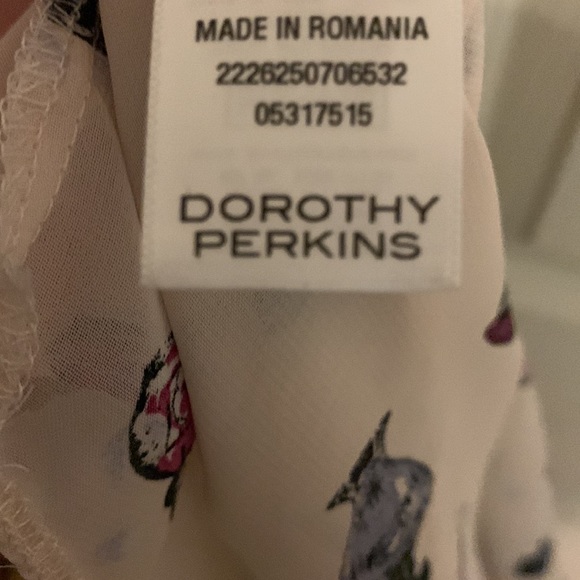 MADE IN ROMANIA
2226250706532
05317515
DOROTHY
PERKINS